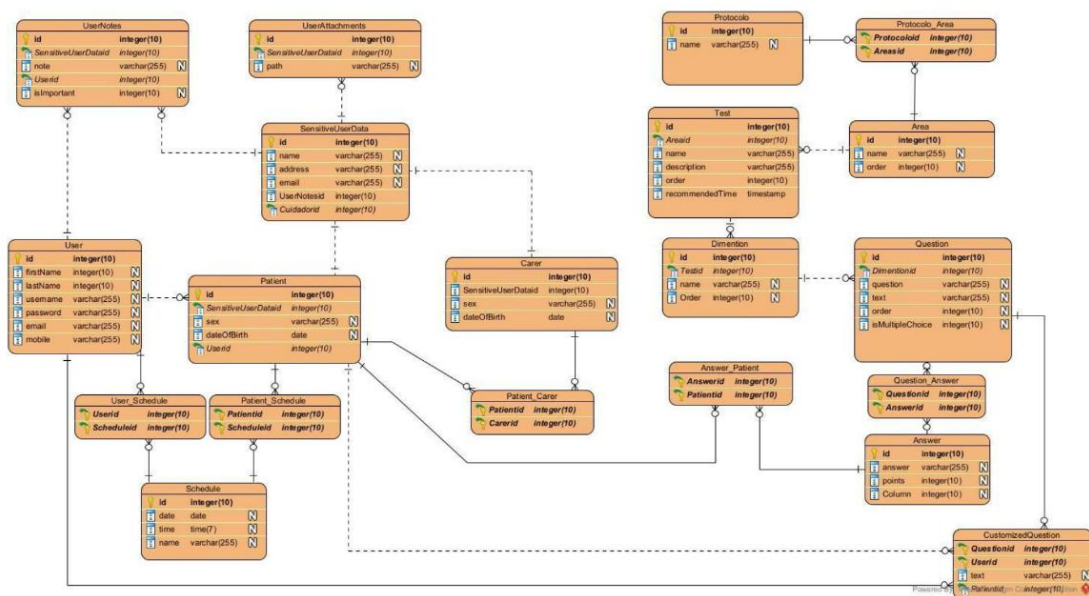 UserNotes
id integer(10)
SensitiveUserDataid integer(10)
note varchar(255) N
Userid integer(10)
isImportant integer(10) N
UserAttachments
id integer(10)
SensitiveUserDataid integer(10)
path varchar(255) N
Protocolo
id integer(10)
name varchar(255) N
Protocolo_Area
Protocoloid integer(10)
Areasid integer(10)
SensitiveUserData
id integer(10)
name varchar(255) N
address varchar(255) N
email varchar(255) N
UserNotesid integer(10)
Cuidadorid integer(10)
Test
id integer(10)
Areaid integer(10)
name varchar(255)
description varchar(255)
order integer(10)
recommendedTime timestamp
Area
id integer(10)
name varchar(255) N
order integer(10) N
User
id integer(10)
firstName integer(10) N
lastName integer(10) N
username varchar(255) N
password varchar(255) N
email varchar(255) N
mobile varchar(255) N
Patient
id integer(10)
SensitiveUserDataid integer(10)
sex varchar(255) N
dateOfBirth date N
Userid integer(10)
Carer
id integer(10)
SensitiveUserDataid integer(10)
sex varchar(255) N
dateOfBirth date N
Dimention
id integer(10)
Testid integer(10)
name varchar(255) N
Order integer(10) N
Question
id integer(10)
Dimentionid integer(10)
question varchar(255) N
text varchar(255) N
order integer(10) N
isMultipleChoice integer(10) N
User_Schedule
Userid integer(10)
Scheduleid integer(10)
Patient_Schedule
Patientid integer(10)
Scheduleid integer(10)
Patient_Carer
Patientid integer(10)
Carerid integer(10)
Answer_Patient
Answerid integer(10)
Patientid integer(10)
Question_Answer
Questionid integer(10)
Answerid integer(10)
Schedule
id integer(10)
date date N
time time(7) N
name varchar(255) N
Answer
id integer(10)
answer varchar(255) N
points integer(10) N
Column integer(10) N
CustomizedQuestion
Questionid integer(10)
Userid integer(10)
text varchar(255) N
Patientid integer(10)
Powered By